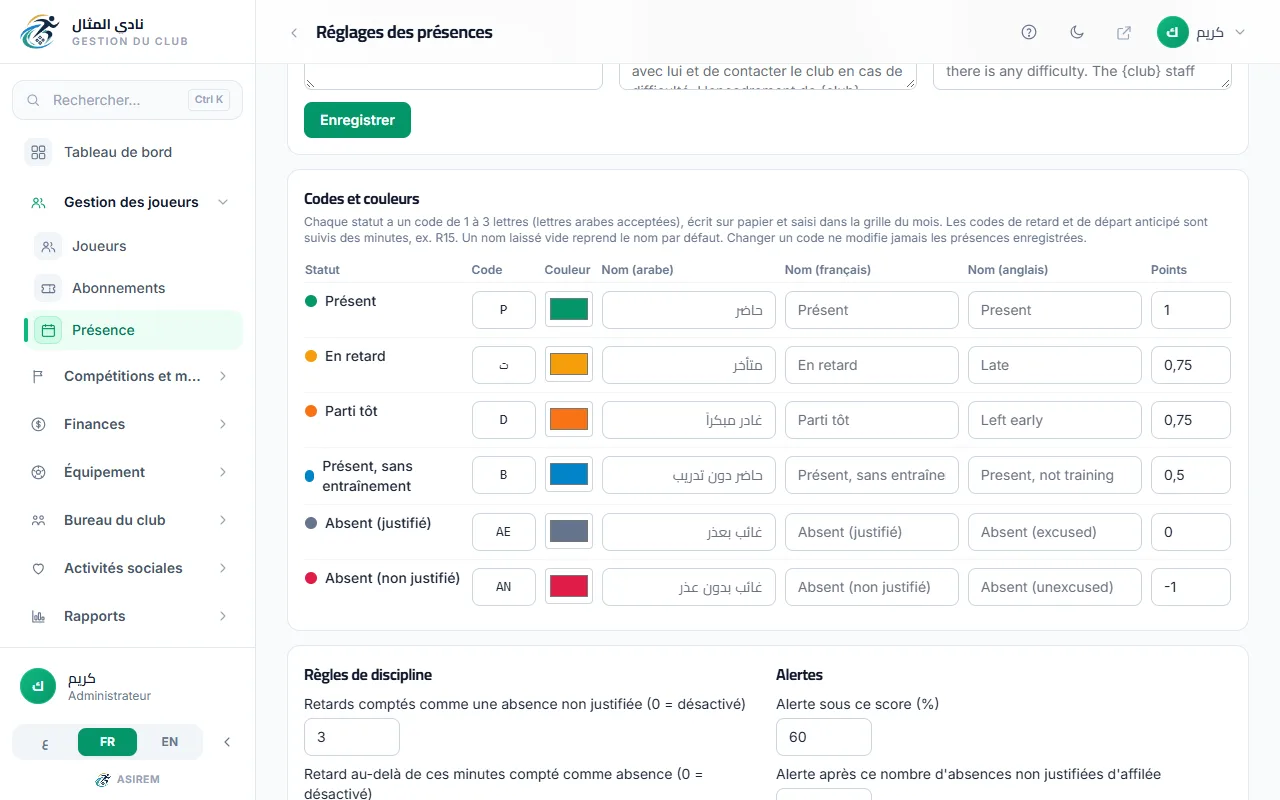 نادي المثال
GESTION DU CLUB
Rechercher...
Ctrl K
Tableau de bord
Gestion des joueurs
Joueurs
Abonnements
Présence
Compétitions et m...
Finances
Équipement
Bureau du club
Activités sociales
Rapports
كريم
Administrateur
ع
FR
EN
ASIREM
Réglages des présences
ك
كريم
avec lui et de contacter le club en cas de
there is any difficulty. The {club} staff
Enregistrer
Codes et couleurs
Chaque statut a un code de 1 à 3 lettres (lettres arabes acceptées), écrit sur papier et saisi dans la grille du mois. Les codes de retard et de départ anticipé sont
suivis des minutes, ex. R15. Un nom laissé vide reprend le nom par défaut. Changer un code ne modifie jamais les présences enregistrées.
Statut Code Couleur Nom (arabe) Nom (français) Nom (anglais) Points
Présent P حاضر Présent Present 1
En retard ت متأخر En retard Late 0,75
Parti tôt D غادر مبكراً Parti tôt Left early 0,75
Présent, sans
entraînement B حاضر دون تدريب Présent, sans entraîne Present, not training 0,5
Absent (justifié) AE غائب بعذر Absent (justifié) Absent (excused) 0
Absent (non justifié) AN غائب بدون عذر Absent (non justifié) Absent (unexcused) -1
Règles de discipline
Retards comptés comme une absence non justifiée (0 = désactivé)
3
Retard au-delà de ces minutes compté comme absence (0 =
désactivé)
Alertes
Alerte sous ce score (%)
60
Alerte après ce nombre d'absences non justifiées d'affilée